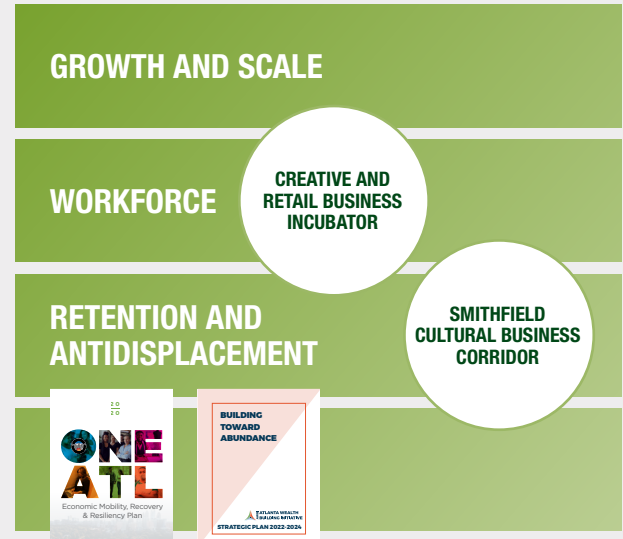 GROWTH AND SCALE
WORKFORCE
CREATIVE AND
RETAIL BUSINESS
INCUBATOR
RETENTION AND
ANTIDISPLACEMENT
SMITHFIELD
CULTURAL BUSINESS
CORRIDOR
20
20
ONE
ATL
Economic Mobility, Recovery
& Resiliency Plan
BUILDING
TOWARD
ABUNDANCE
ATLANTA WEALTH
BUILDING INITIATIVE
STRATEGIC PLAN 2022-2024